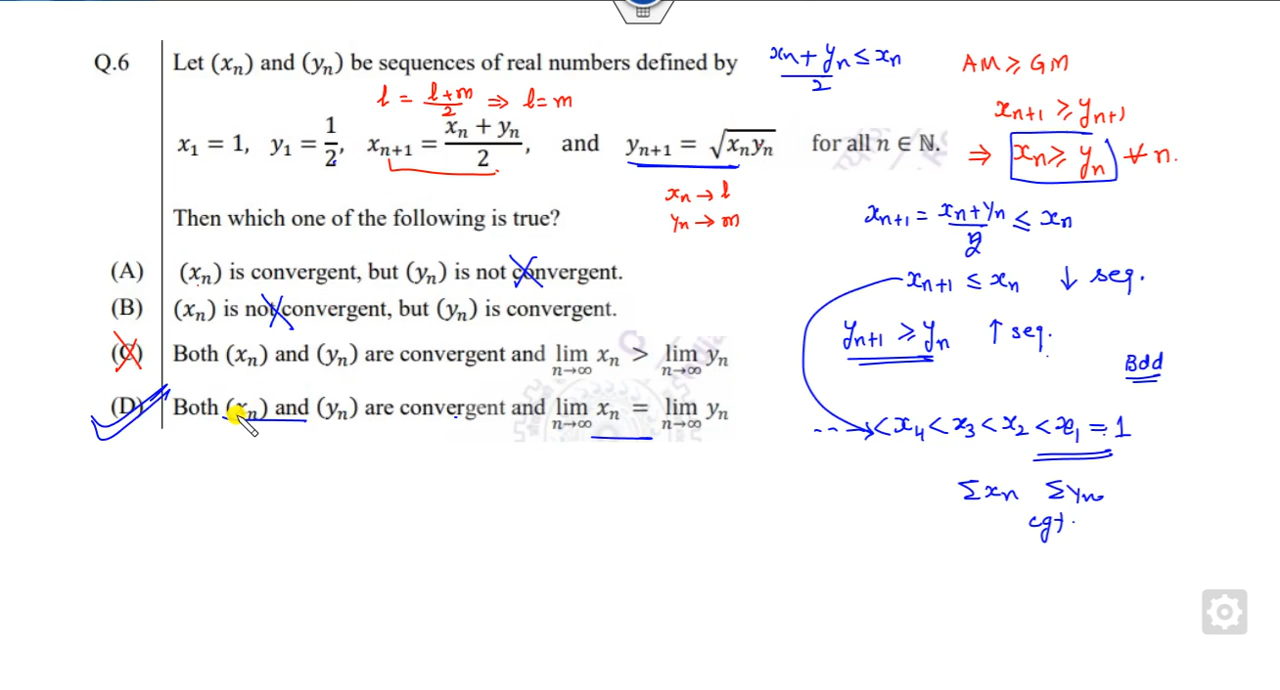 Q.6 Let (xₙ) and (yₙ) be sequences of real numbers defined by
(xₙ + yₙ)/2 ≤ xₙ
AM ≥ GM
l = (l+m)/2 ⇒ l=m
xₙ₊₁ ≥ yₙ₊₁
x₁ = 1, y₁ = 1/2, xₙ₊₁ = (xₙ + yₙ)/2, and yₙ₊₁ = √(xₙyₙ) for all n ∈ ℕ.
⇒ xₙ ≥ yₙ ∀ n.
xₙ → l
yₙ → m
Then which one of the following is true?
xₙ₊₁ = (xₙ+yₙ)/2 ≤ xₙ
(A) (xₙ) is convergent, but (yₙ) is not convergent.
xₙ₊₁ ≤ xₙ ↓ seq.
(B) (xₙ) is not convergent, but (yₙ) is convergent.
yₙ₊₁ ≥ yₙ ↑ seq.
(C) Both (xₙ) and (yₙ) are convergent and lim n→∞ xₙ > lim n→∞ yₙ
Bdd
(D) Both (xₙ) and (yₙ) are convergent and lim n→∞ xₙ = lim n→∞ yₙ
---> < x₄ < x₃ < x₂ < x₁ = 1
Σxₙ Σyₙ
cgt.